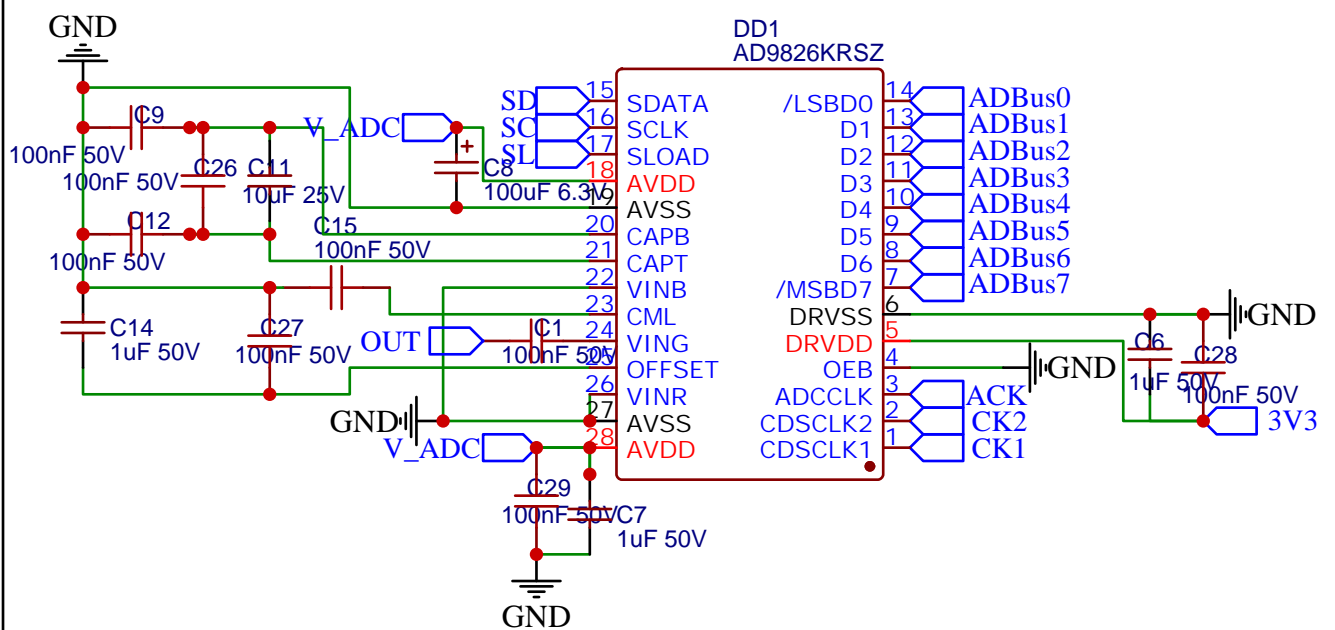 GND
DD1
AD9826KRSZ
C9
100nF 50V
C26
100nF 50V
C11
10uF 25V
C12
100nF 50V
C15
100nF 50V
C14
1uF 50V
C27
100nF 50V
V_ADC
+
C8
100uF 6.3V
SD
SC
SL
OUT
C1
100nF 50V
GND
V_ADC
C29
100nF 50V
C7
1uF 50V
GND
15 SDATA
16 SCLK
17 SLOAD
18 AVDD
19 AVSS
20 CAPB
21 CAPT
22 VINB
23 CML
24 VING
25 OFFSET
26 VINR
27 AVSS
28 AVDD
/LSBD0 14 ADBus0
D1 13 ADBus1
D2 12 ADBus2
D3 11 ADBus3
D4 10 ADBus4
D5 9 ADBus5
D6 8 ADBus6
/MSBD7 7 ADBus7
DRVSS 6
DRVDD 5
OEB 4
ADCCLK 3 ACK
CDSCLK2 2 CK2
CDSCLK1 1 CK1
GND
GND
C6
1uF 50V
C28
100nF 50V
3V3